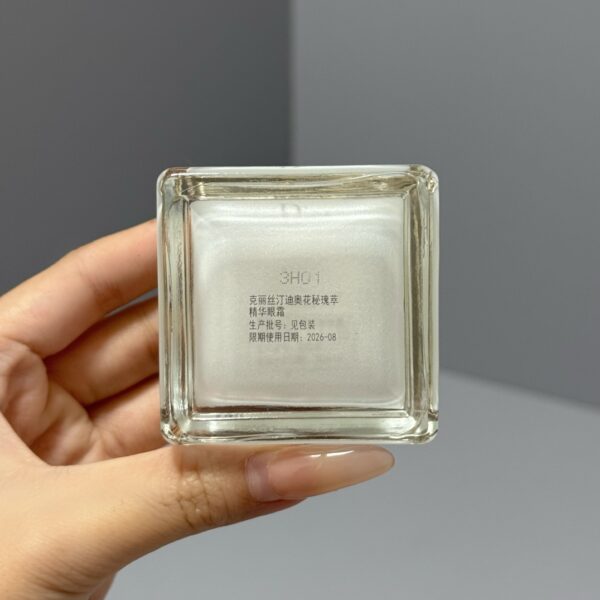 3H01
克丽丝汀迪奥花秘瑰萃
精华眼霜
生产批号：见包装
限期使用日期：2026-08